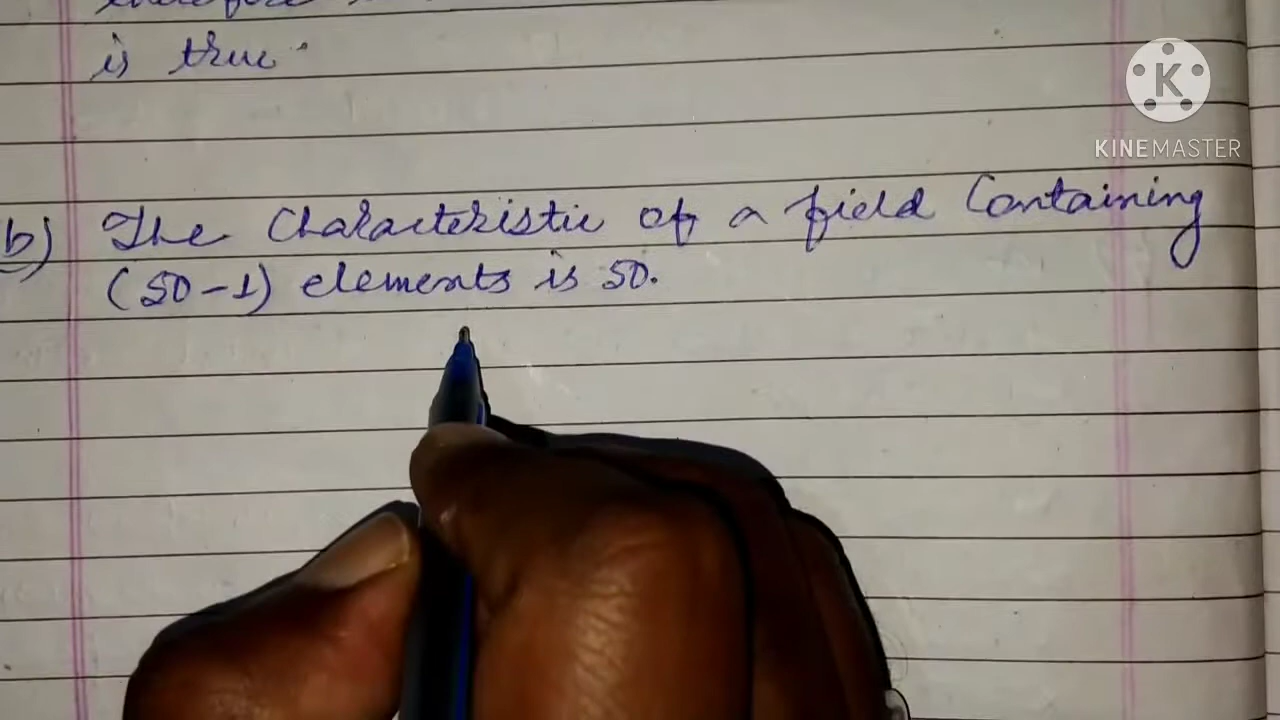 is true.
K
KINEMASTER
b) The Characteristic of a field Containing
(50-1) elements is 50.